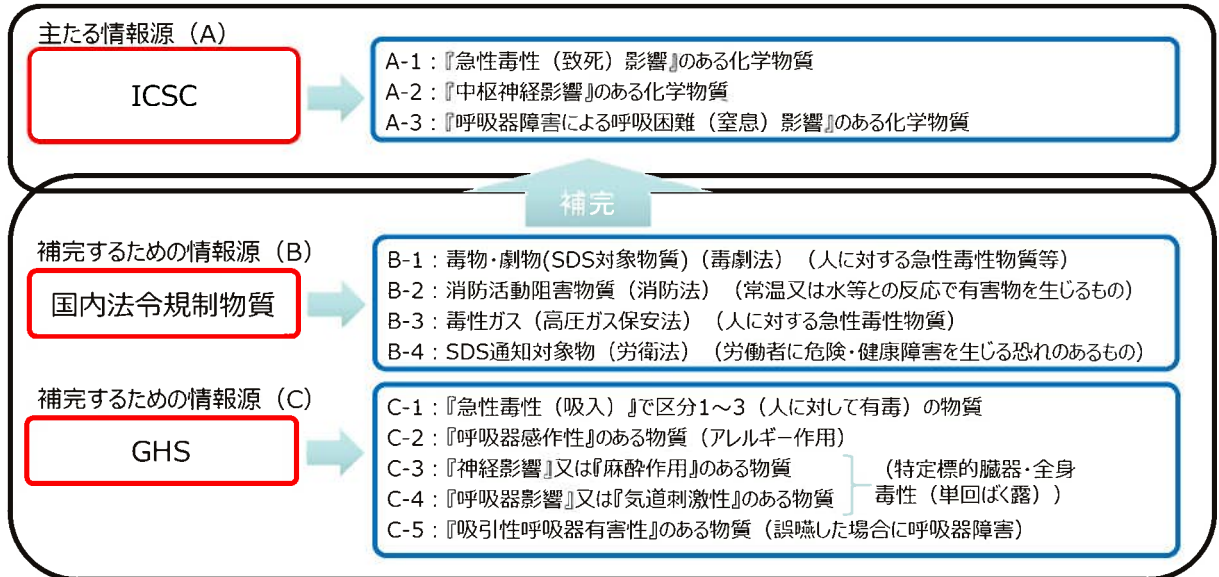 主たる情報源（A）
ICSC
A-1：『急性毒性（致死）影響』のある化学物質
A-2：『中枢神経影響』のある化学物質
A-3：『呼吸器障害による呼吸困難（窒息）影響』のある化学物質
補完
補完するための情報源（B）
国内法令規制物質
B-1：毒物・劇物(SDS対象物質)（毒劇法）（人に対する急性毒性物質等）
B-2：消防活動阻害物質（消防法）（常温又は水等との反応で有害物を生じるもの）
B-3：毒性ガス（高圧ガス保安法）（人に対する急性毒性物質）
B-4：SDS通知対象物（労衛法）（労働者に危険・健康障害を生じる恐れのあるもの）
補完するための情報源（C）
GHS
C-1：『急性毒性（吸入）』で区分1～3（人に対して有毒）の物質
C-2：『呼吸器感作性』のある物質（アレルギー作用）
C-3：『神経影響』又は『麻酔作用』のある物質
C-4：『呼吸器影響』又は『気道刺激性』のある物質
（特定標的臓器・全身
毒性（単回ばく露））
C-5：『吸引性呼吸器有害性』のある物質（誤嚥した場合に呼吸器障害）